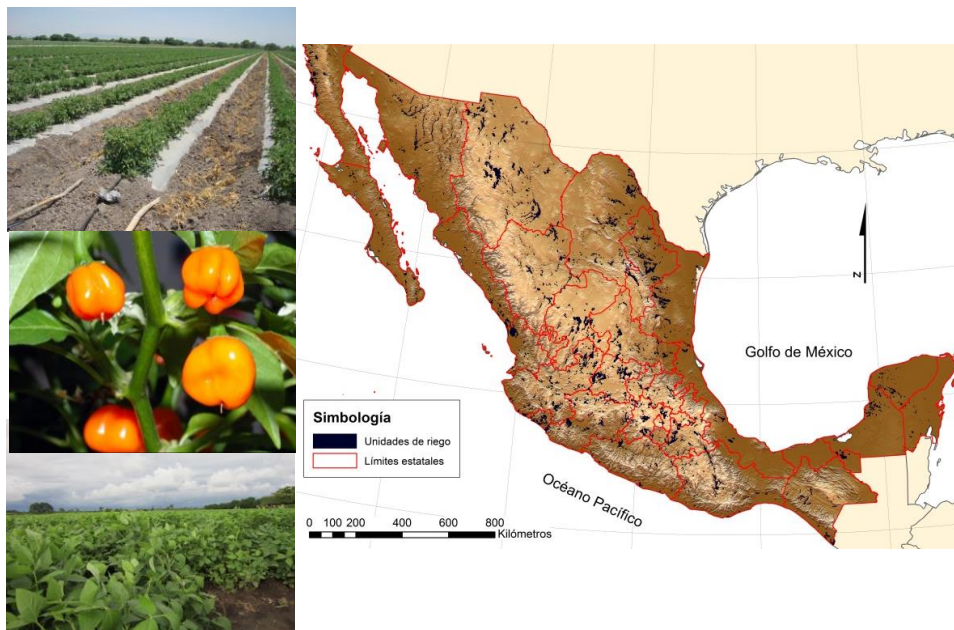 N
Golfo de México
Simbología
Unidades de riego
Límites estatales
Océano Pacífico
0 100 200 400 600 800
Kilómetros